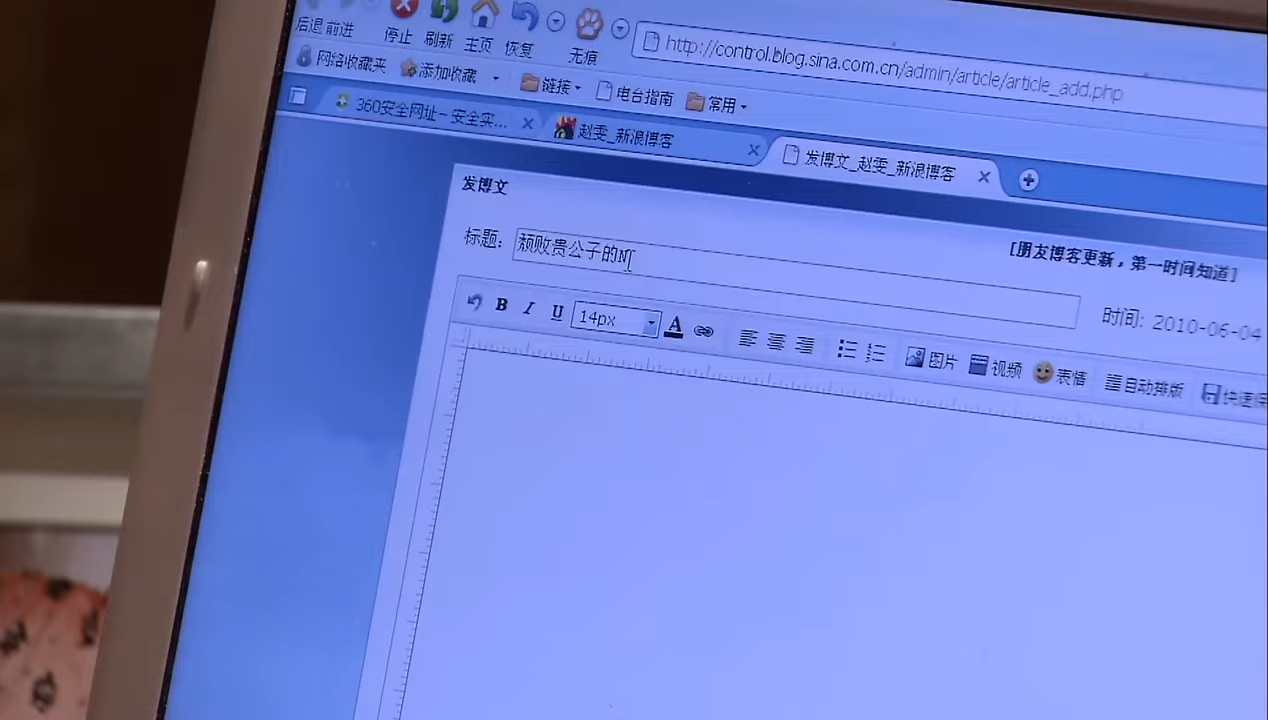 后退 前进 停止 刷新 主页 恢复 无痕 http://control.blog.sina.com.cn/admin/article/article_add.php
网络收藏夹 添加收藏 链接 电台指南 常用
360安全网址 – 安全实... 赵雯_新浪博客 发博文_赵雯_新浪博客
发博文
[朋友博客更新，第一时间知道]
标题： 颓败贵公子的N 时间: 2010-06-04
B I U 14px A 图片 视频 表情 自动排版 快速保